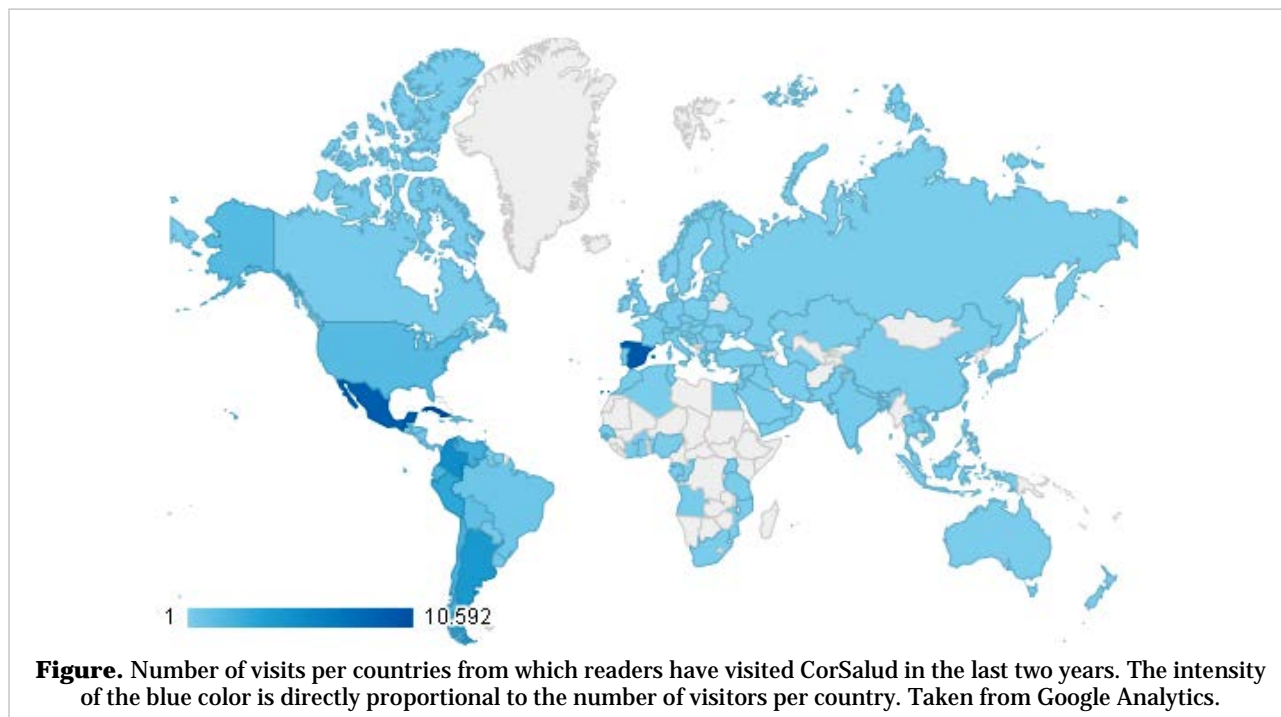 1 10.592
Figure. Number of visits per countries from which readers have visited CorSalud in the last two years. The intensity
of the blue color is directly proportional to the number of visitors per country. Taken from Google Analytics.